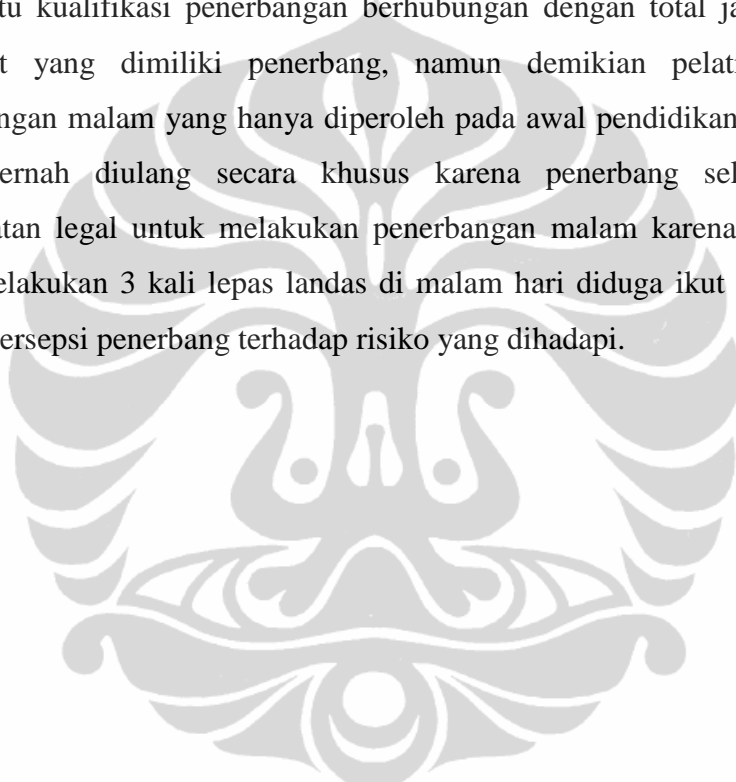 tu kualifikasi penerbangan berhubungan dengan total ja
t yang dimiliki penerbang, namun demikian pelati
ngan malam yang hanya diperoleh pada awal pendidikan
ernah diulang secara khusus karena penerbang sel
atan legal untuk melakukan penerbangan malam karena
elakukan 3 kali lepas landas di malam hari diduga ikut
ersepsi penerbang terhadap risiko yang dihadapi.